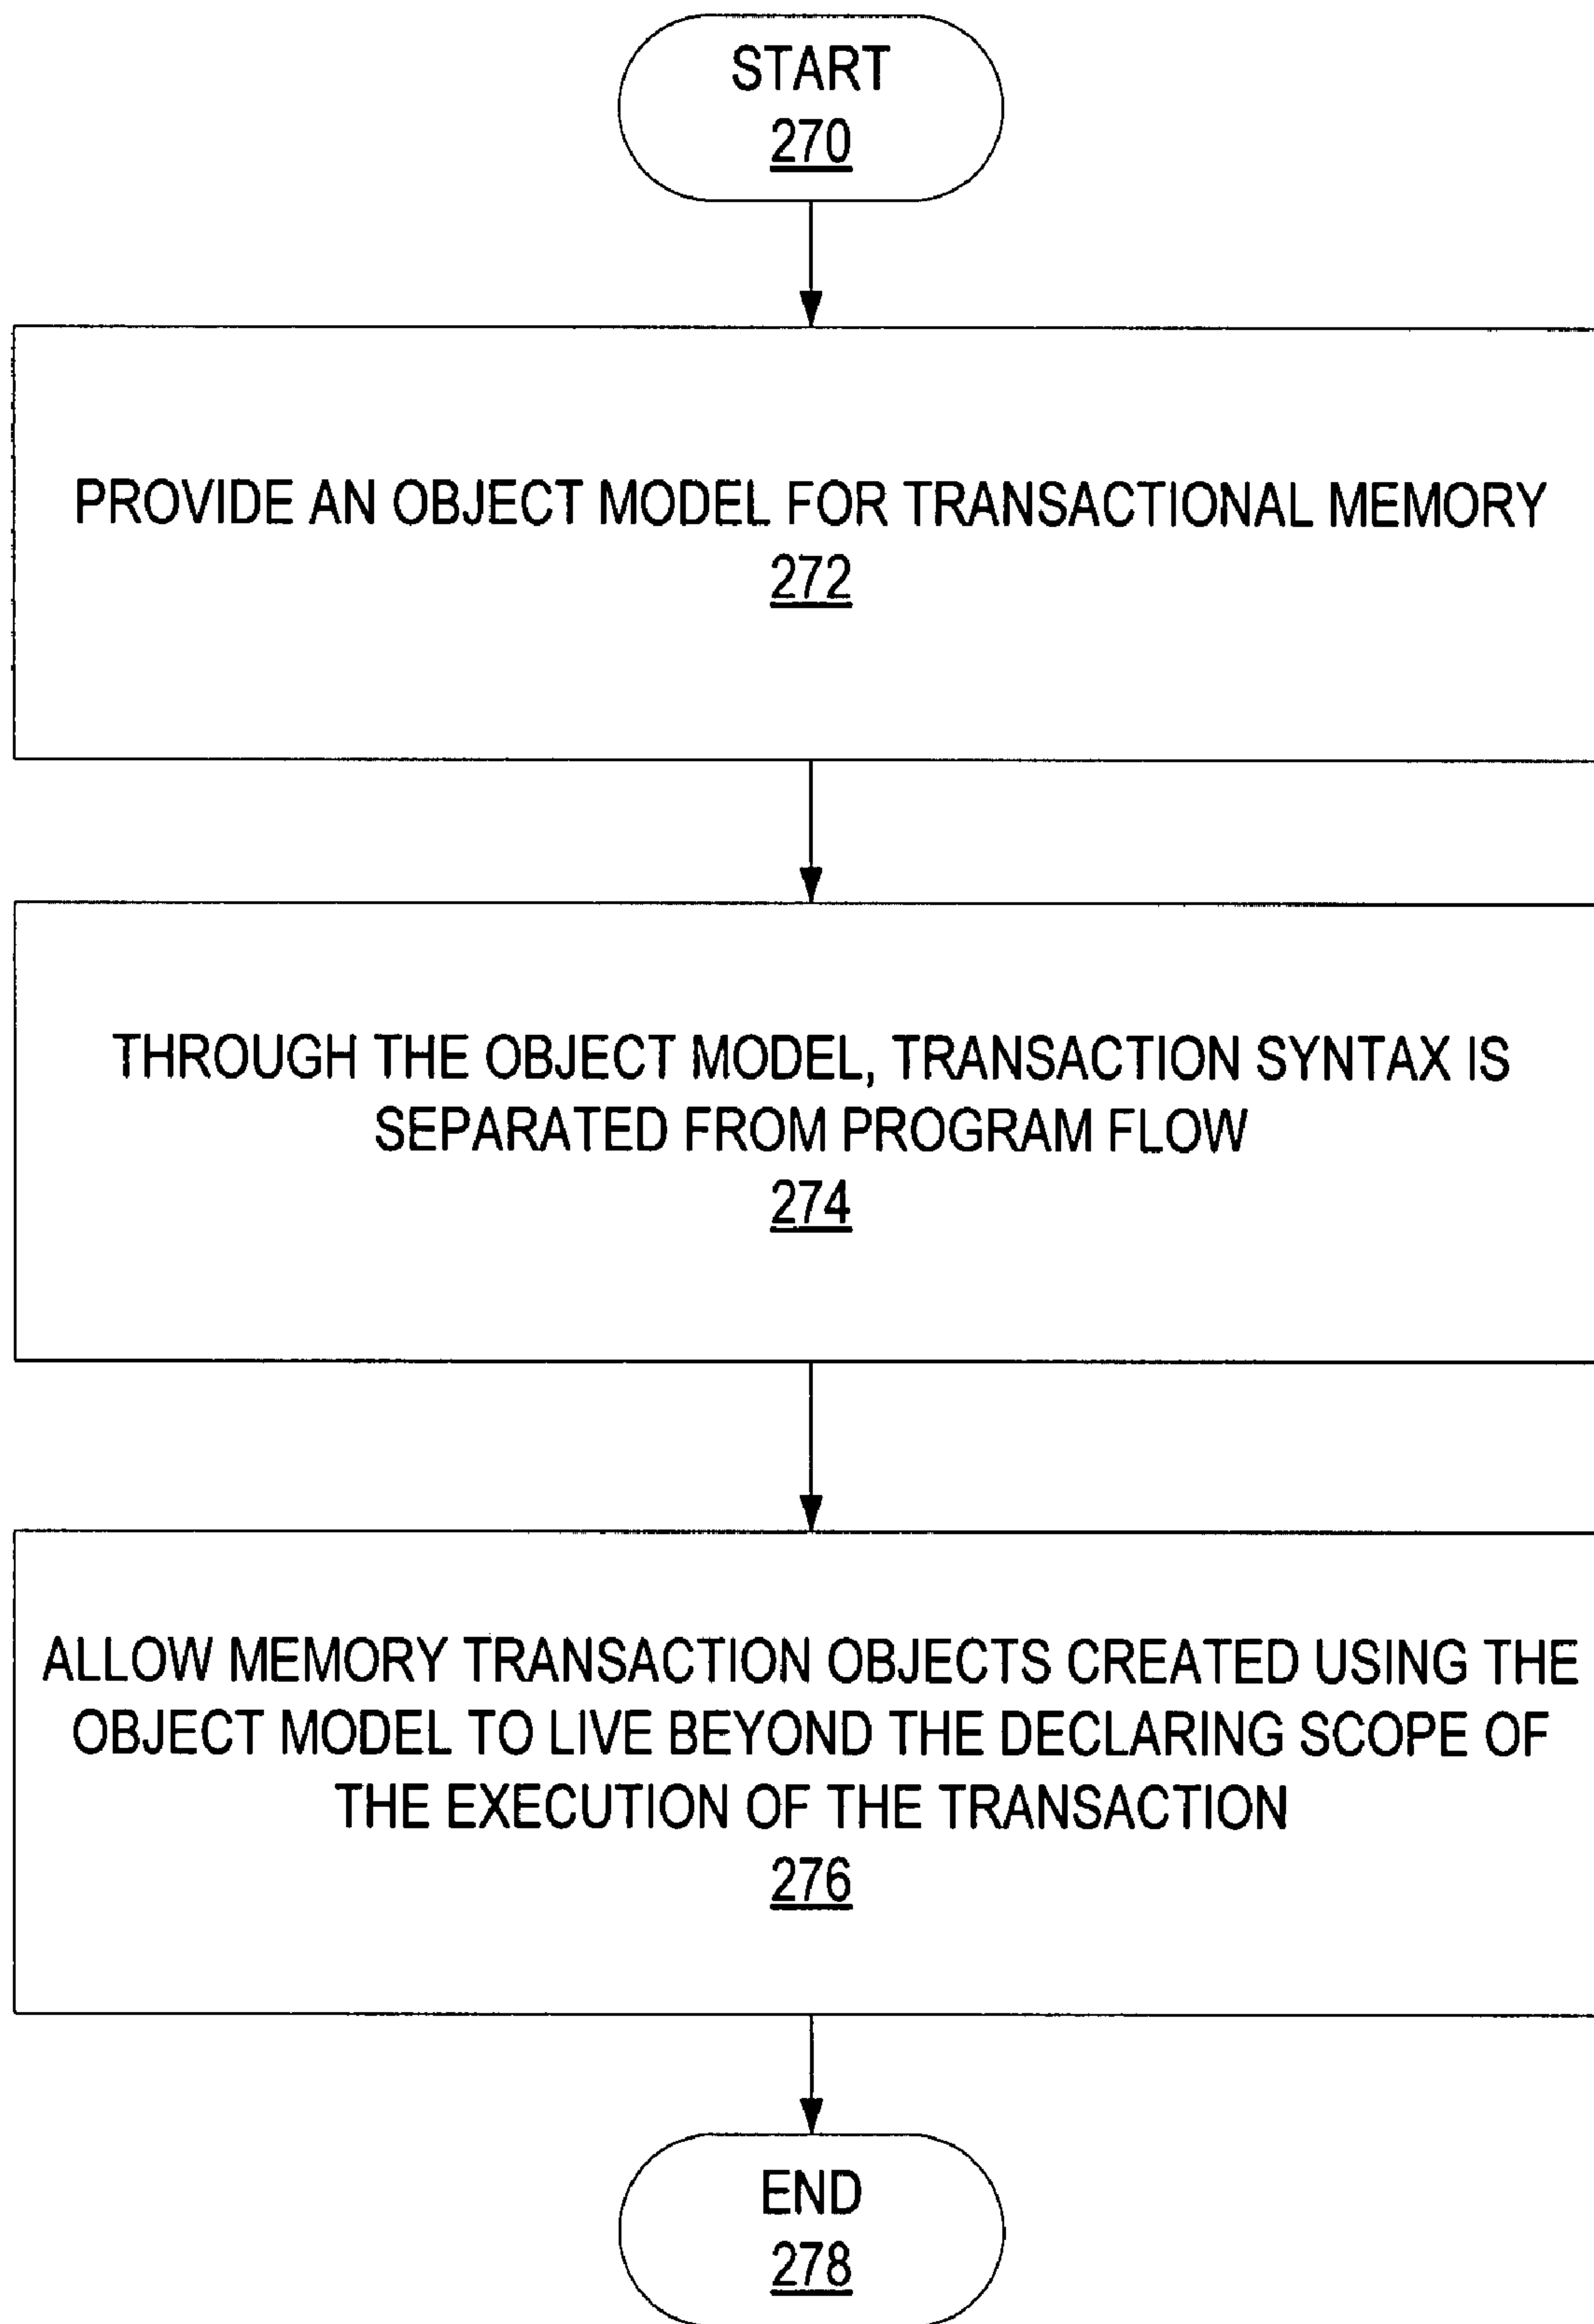 START
270
PROVIDE AN OBJECT MODEL FOR TRANSACTIONAL MEMORY
272
THROUGH THE OBJECT MODEL, TRANSACTION SYNTAX IS
SEPARATED FROM PROGRAM FLOW
274
ALLOW MEMORY TRANSACTION OBJECTS CREATED USING THE
OBJECT MODEL TO LIVE BEYOND THE DECLARING SCOPE OF
THE EXECUTION OF THE TRANSACTION
276
END
278